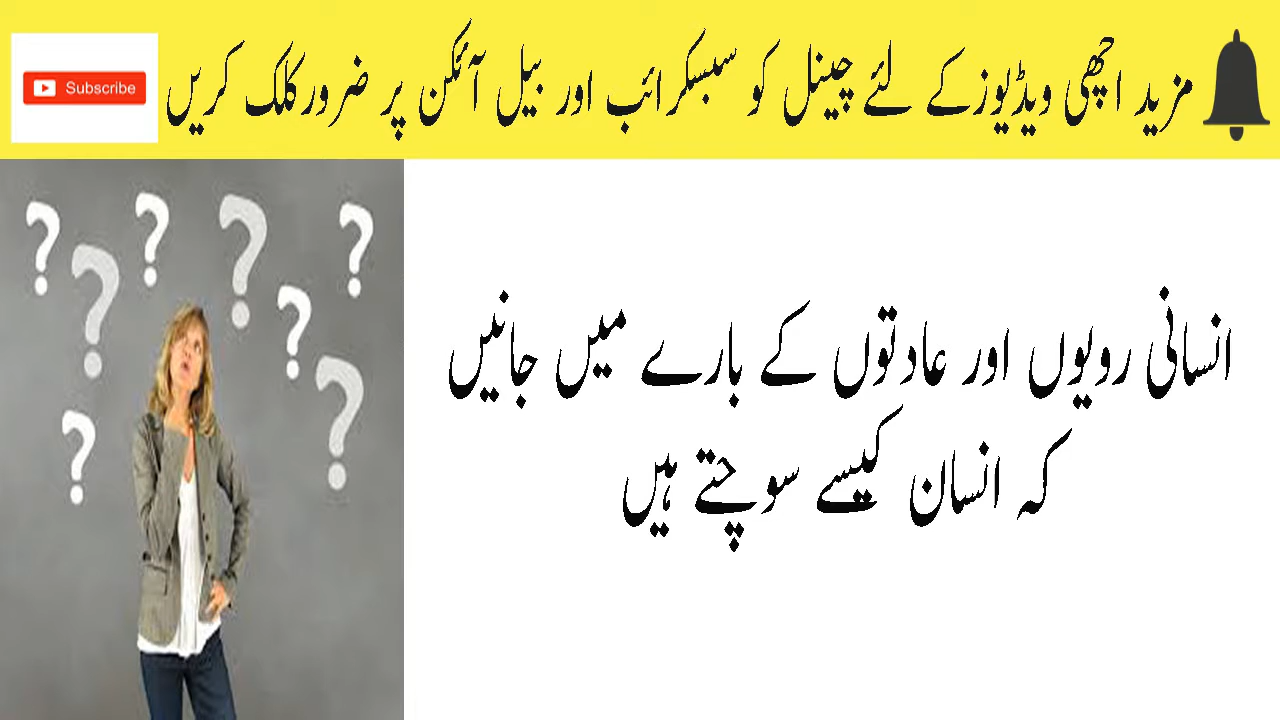 مزید اچھی ویڈیوز کے لئے چینل کو سبسکرائب اور بیل آئکن پر ضرور کلک کریں
Subscribe
انسانی رویوں اور عادتوں کے بارے میں جانیں
کہ انسان کیسے سوچتے ہیں